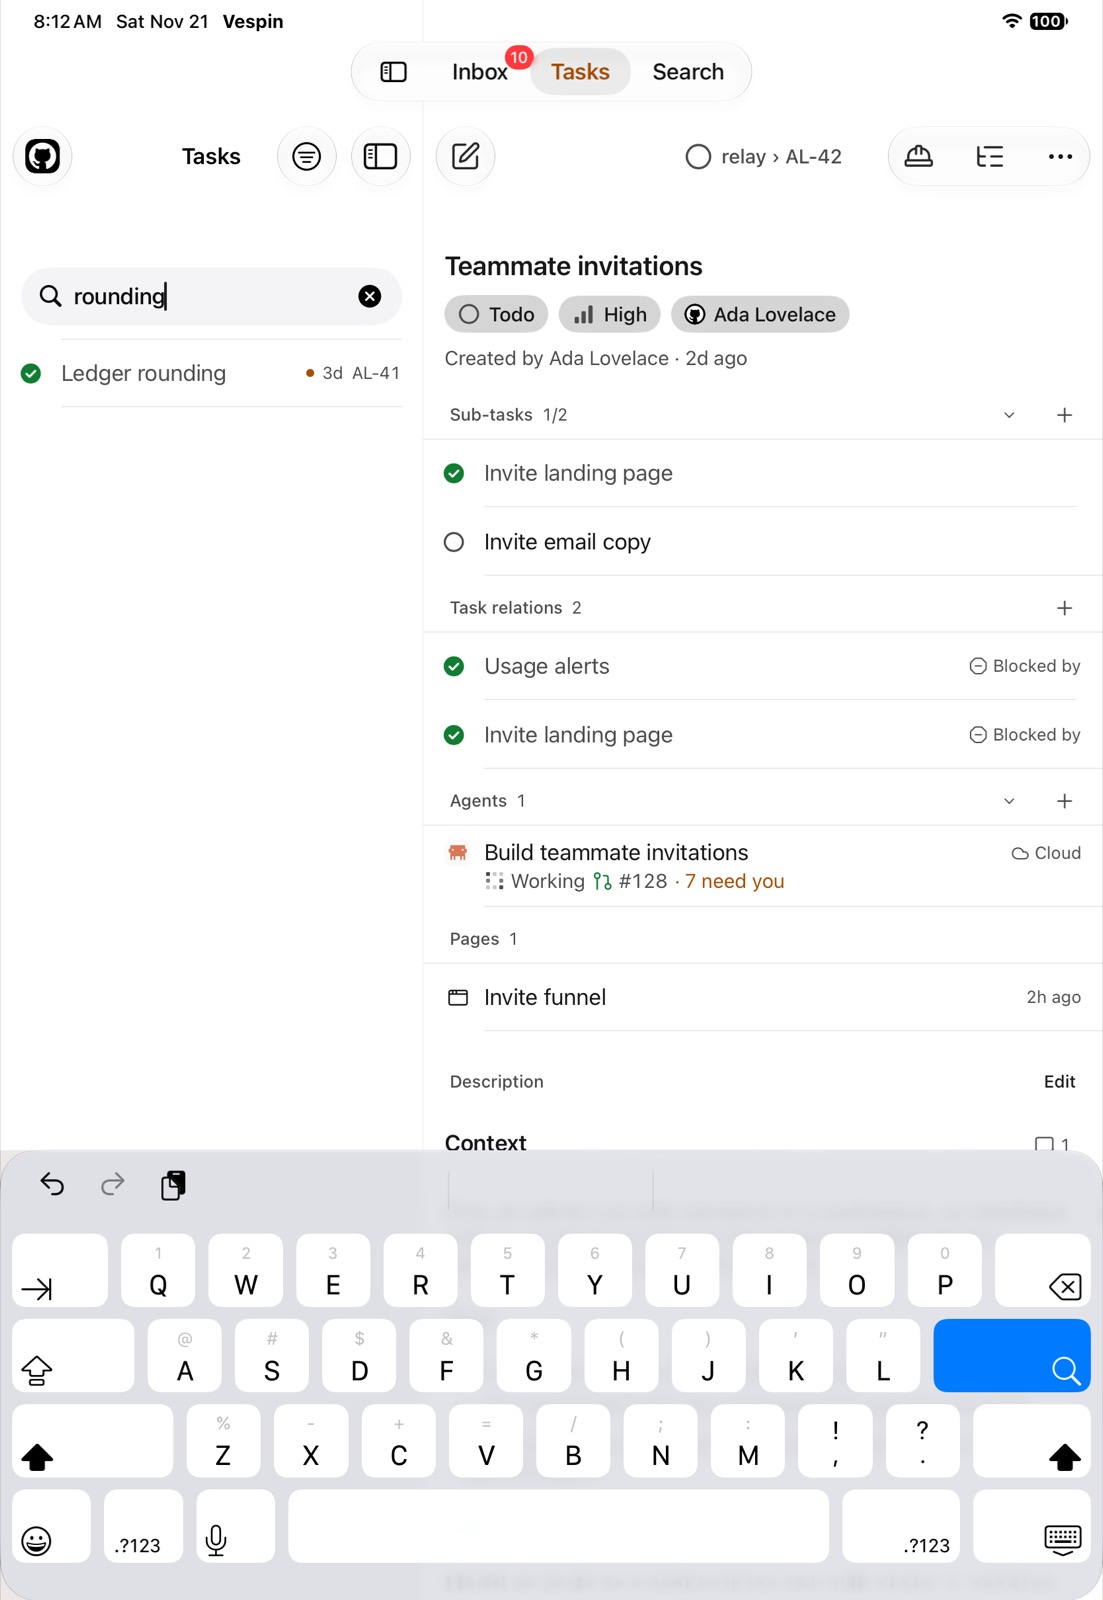 8:12 AM Sat Nov 21 Vespin
100
Inbox 10 Tasks Search
Tasks
relay › AL-42
rounding
Ledger rounding 3d AL-41
Teammate invitations
Todo High Ada Lovelace
Created by Ada Lovelace · 2d ago
Sub-tasks 1/2
Invite landing page
Invite email copy
Task relations 2
Usage alerts Blocked by
Invite landing page Blocked by
Agents 1
Build teammate invitations Cloud
Working #128 · 7 need you
Pages 1
Invite funnel 2h ago
Description Edit
Context 1
1 2 3 4 5 6 7 8 9 0
Q W E R T Y U I O P
@ # $ & * ( ) ' "
A S D F G H J K L
% - + = / ; : ! ?
Z X C V B N M , .
.?123 .?123